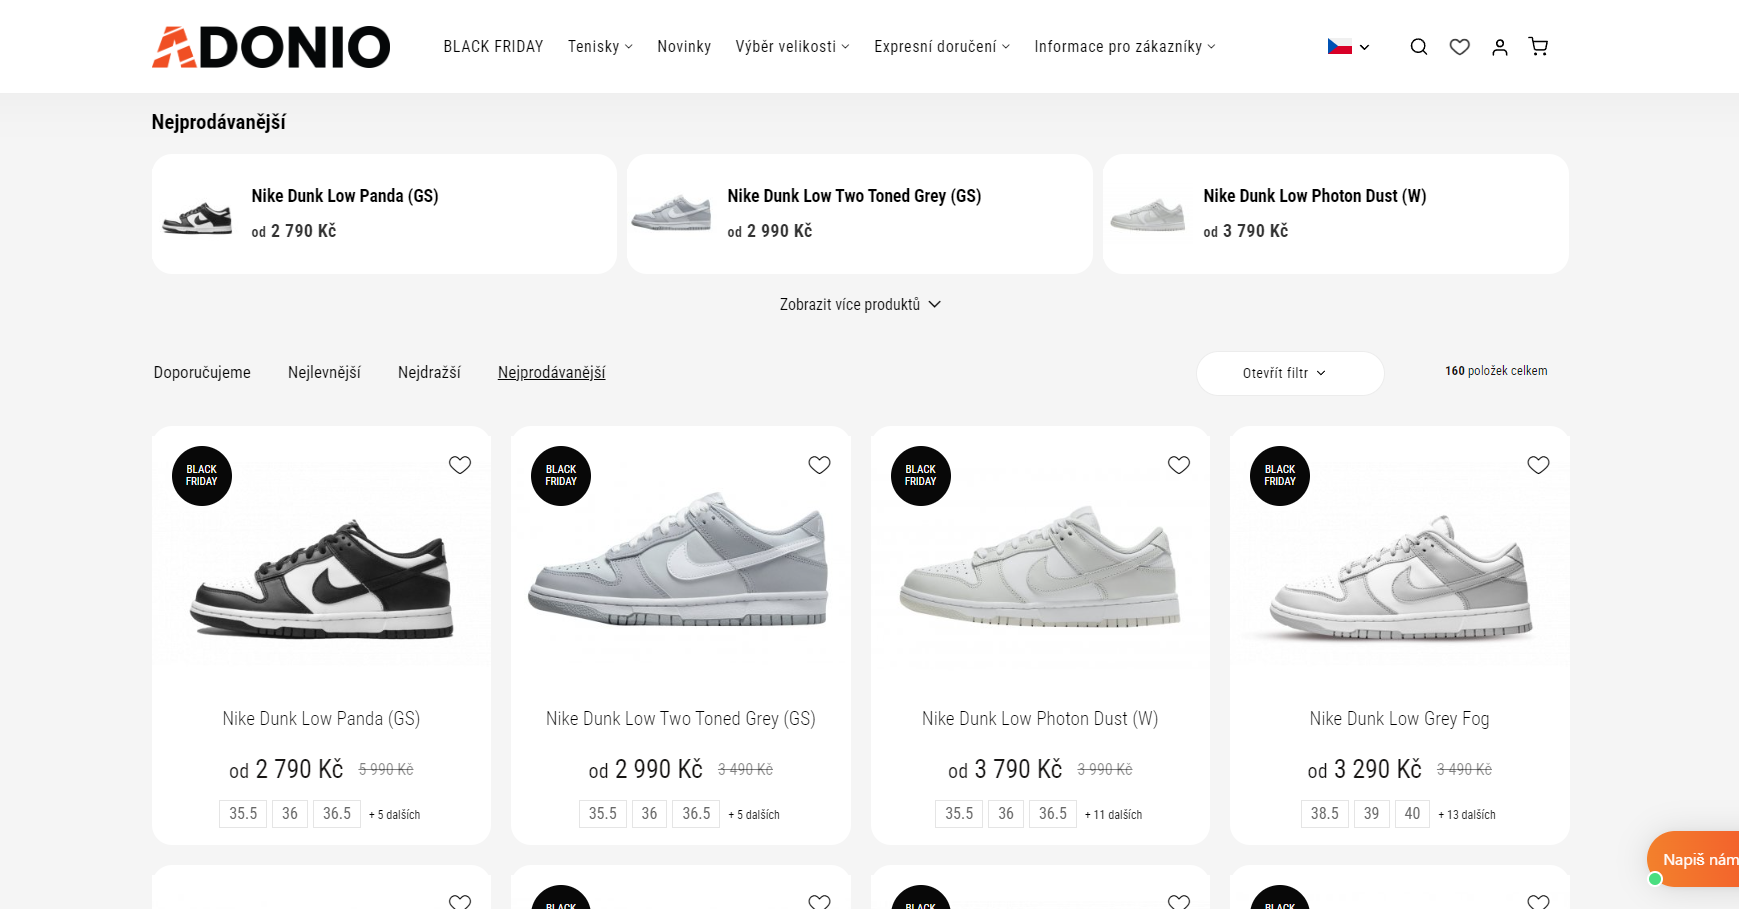 ADONIO
BLACK FRIDAY
Tenisky
Novinky
Výběr velikosti
Expresní doručení
Informace pro zákazníky
Nejprodávanější
Nike Dunk Low Panda (GS)
od 2 790 Kč
Nike Dunk Low Two Toned Grey (GS)
od 2 990 Kč
Nike Dunk Low Photon Dust (W)
od 3 790 Kč
Zobrazit více produktů
Doporučujeme
Nejlevnější
Nejdražší
Nejprodávanější
Otevřít filtr
160 položek celkem
BLACK
FRIDAY
Nike Dunk Low Panda (GS)
od 2 790 Kč 5 990 Kč
35.5 36 36.5 + 5 dalších
BLACK
FRIDAY
Nike Dunk Low Two Toned Grey (GS)
od 2 990 Kč 3 490 Kč
35.5 36 36.5 + 5 dalších
BLACK
FRIDAY
Nike Dunk Low Photon Dust (W)
od 3 790 Kč 3 990 Kč
35.5 36 36.5 + 11 dalších
BLACK
FRIDAY
Nike Dunk Low Grey Fog
od 3 290 Kč 3 490 Kč
38.5 39 40 + 13 dalších
Napiš nám
BLACK
BLACK
BLACK